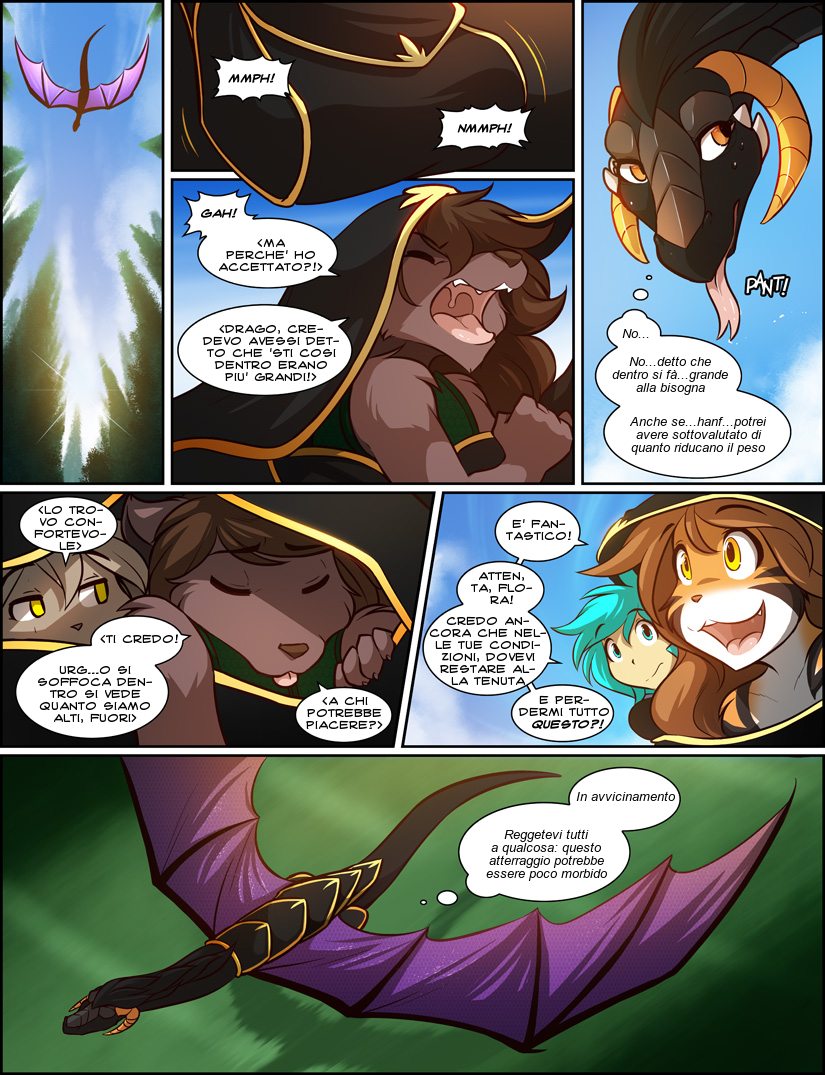 MMPH!
NMMPH!
GAH!
<MA
PERCHE' HO
ACCETTATO?!>
<DRAGO, CRE-
DEVO AVESSI DET-
TO CHE 'STI COSI
DENTRO ERANO
PIU' GRANDI!>
PANT!
No...
No...detto che
dentro si fà...grande
alla bisogna
Anche se...hanf...potrei
avere sottovalutato di
quanto riducano il peso
<LO TRO-
VO CON-
FORTEVO-
LE>
<TI CREDO!
URG...O SI
SOFFOCA DEN-
TRO SI VEDE
QUANTO SIAMO
ALTI, FUORI>
<A CHI
POTREBBE
PIACERE?>
E' FAN-
TASTICO!
ATTEN,
TA, FLO-
RA!
CREDO AN-
CORA CHE NEL-
LE TUE CONDI-
ZIONI, DOVEVI
RESTARE AL-
LA TENUTA
E PER-
DERMI TUTTO
QUESTO?!
In avvicinamento
Reggetevi tutti
a qualcosa: questo
atterraggio potrebbe
essere poco morbido